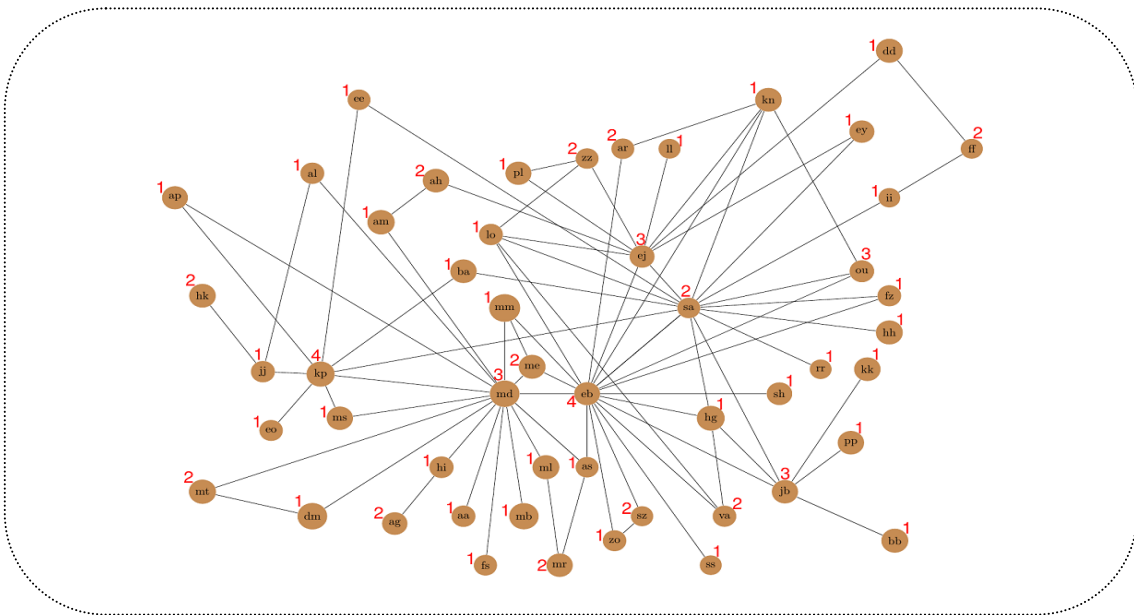 1 dd
1 kn
1 ee
1 ey
2 ar
ll 1
2 ff
2 zz
1 pl
1 al
2 ah
1 ap
1 ii
1 am
1 lo
3 ej
1 ba
3 ou
2 hk
fz 1
1 mm
2 sa
hh 1
1 jj
4 kp
2 me
rr 1
kk 1
3 md
eb 4
sh 1
1 ms
hg 1
1 eo
pp 1
1 hi
1 ml
1 as
2 mt
3 jb
1 dm
2 ag
1 aa
1 mb
2 sz
va 2
1 zo
bb 1
1 fs
2 mr
ss 1